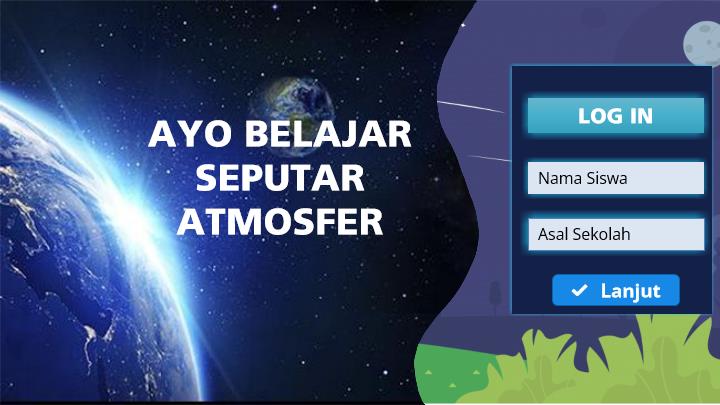 AYO BELAJAR
SEPUTAR
ATMOSFER
LOG IN
Nama Siswa
Asal Sekolah
Lanjut